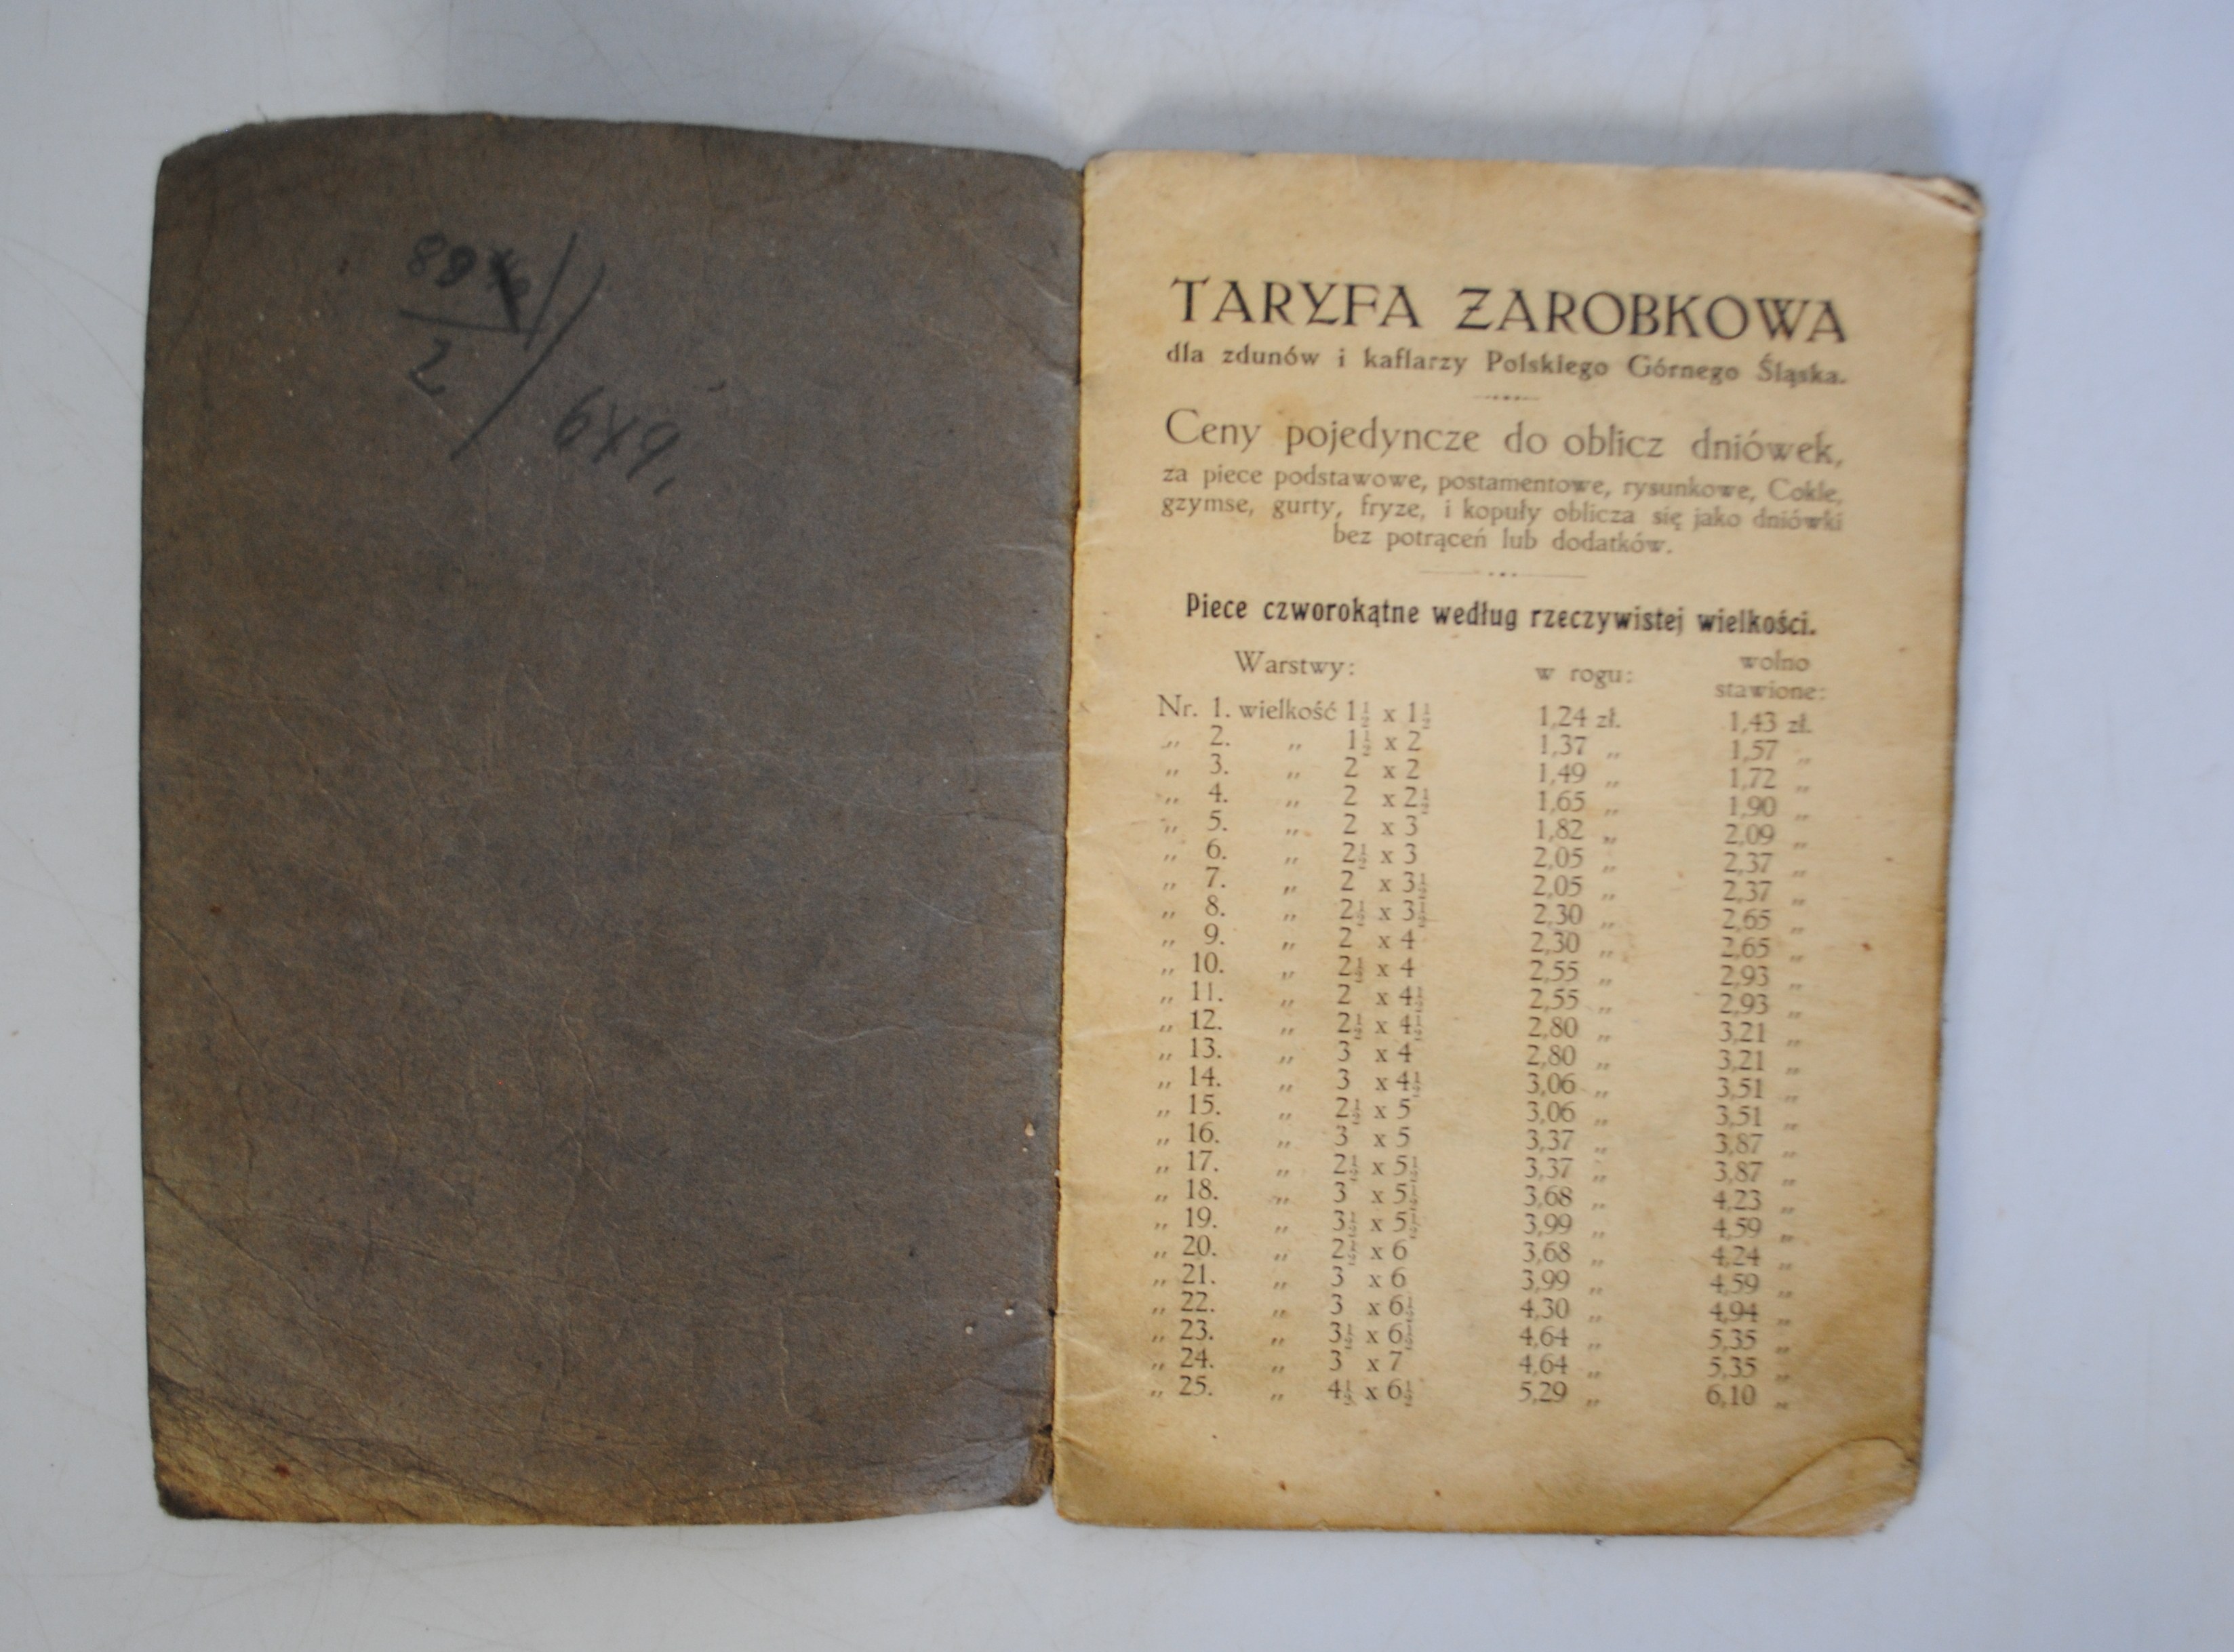 TARYFA ZAROBKOWA
dla zdunów i kaflarzy Polskiego Górnego Śląska.
Ceny pojedyncze do oblicz dniówek,
za piece podstawowe, postamentowe, rysunkowe, Cokle,
gzymse, gurty, fryze, i kopuły oblicza się jako dniówki
bez potrąceń lub dodatków.
Piece czworokątne według rzeczywistej wielkości.
Warstwy: w rogu: wolno stawione:
Nr. 1. wielkość 1½ x 1½ 1,24 zł. 1,43 zł.
„ 2. „ 1½ x 2 1,37 „ 1,57 „
„ 3. „ 2 x 2 1,49 „ 1,72 „
„ 4. „ 2 x 2½ 1,65 „ 1,90 „
„ 5. „ 2 x 3 1,82 „ 2,09 „
„ 6. „ 2½ x 3 2,05 „ 2,37 „
„ 7. „ 2 x 3½ 2,05 „ 2,37 „
„ 8. „ 2½ x 3½ 2,30 „ 2,65 „
„ 9. „ 2 x 4 2,30 „ 2,65 „
„ 10. „ 2½ x 4 2,55 „ 2,93 „
„ 11. „ 2 x 4½ 2,55 „ 2,93 „
„ 12. „ 2½ x 4½ 2,80 „ 3,21 „
„ 13. „ 3 x 4 2,80 „ 3,21 „
„ 14. „ 3 x 4½ 3,06 „ 3,51 „
„ 15. „ 2½ x 5 3,06 „ 3,51 „
„ 16. „ 3 x 5 3,37 „ 3,87 „
„ 17. „ 2½ x 5½ 3,37 „ 3,87 „
„ 18. „ 3 x 5½ 3,68 „ 4,23 „
„ 19. „ 3½ x 5½ 3,99 „ 4,59 „
„ 20. „ 2½ x 6 3,68 „ 4,24 „
„ 21. „ 3 x 6 3,99 „ 4,59 „
„ 22. „ 3 x 6½ 4,30 „ 4,94 „
„ 23. „ 3½ x 6½ 4,64 „ 5,35 „
„ 24. „ 3 x 7 4,64 „ 5,35 „
„ 25. „ 4½ x 6½ 5,29 „ 6,10 „